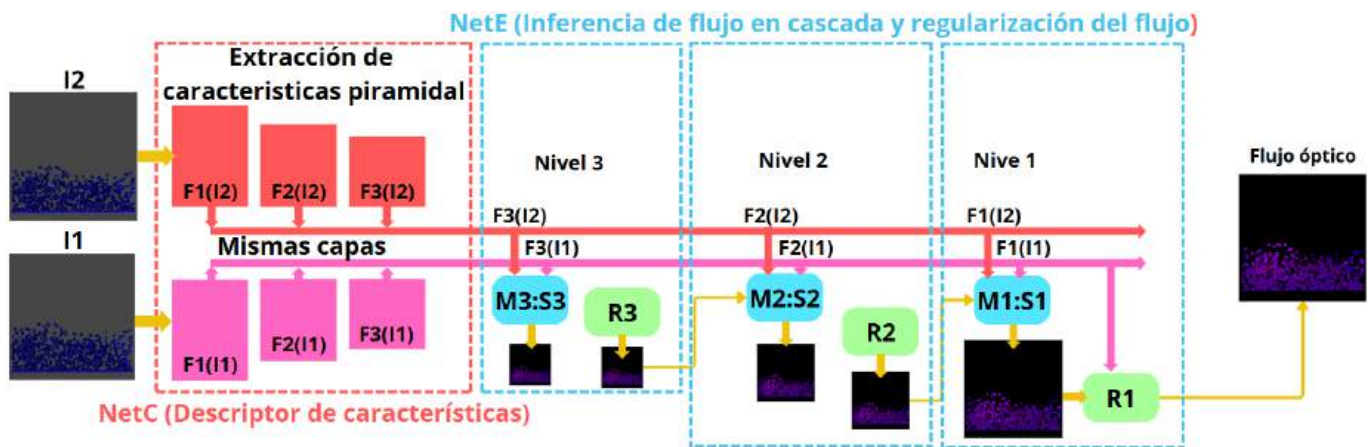 NetE (Inferencia de flujo en cascada y regularización del flujo)
Extracción de
caracteristicas piramidal
I2
F1(I2)
F2(I2)
F3(I2)
Mismas capas
I1
F1(I1)
F2(I1)
F3(I1)
NetC (Descriptor de características)
Nivel 3
F3(I2)
F3(I1)
M3:S3
R3
Nivel 2
F2(I2)
F2(I1)
M2:S2
R2
Nive 1
F1(I2)
F1(I1)
M1:S1
R1
Flujo óptico